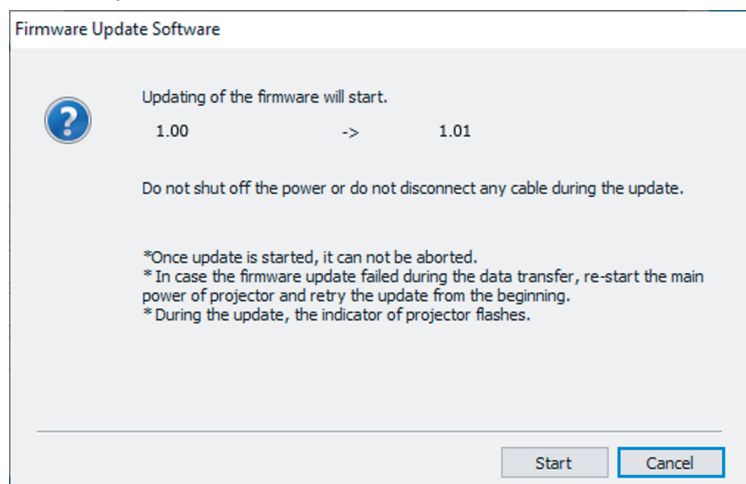 Firmware Update Software
Updating of the firmware will start.
1.00 -> 1.01
Do not shut off the power or do not disconnect any cable during the update.
*Once update is started, it can not be aborted.
* In case the firmware update failed during the data transfer, re-start the main
power of projector and retry the update from the beginning.
* During the update, the indicator of projector flashes.
Start Cancel